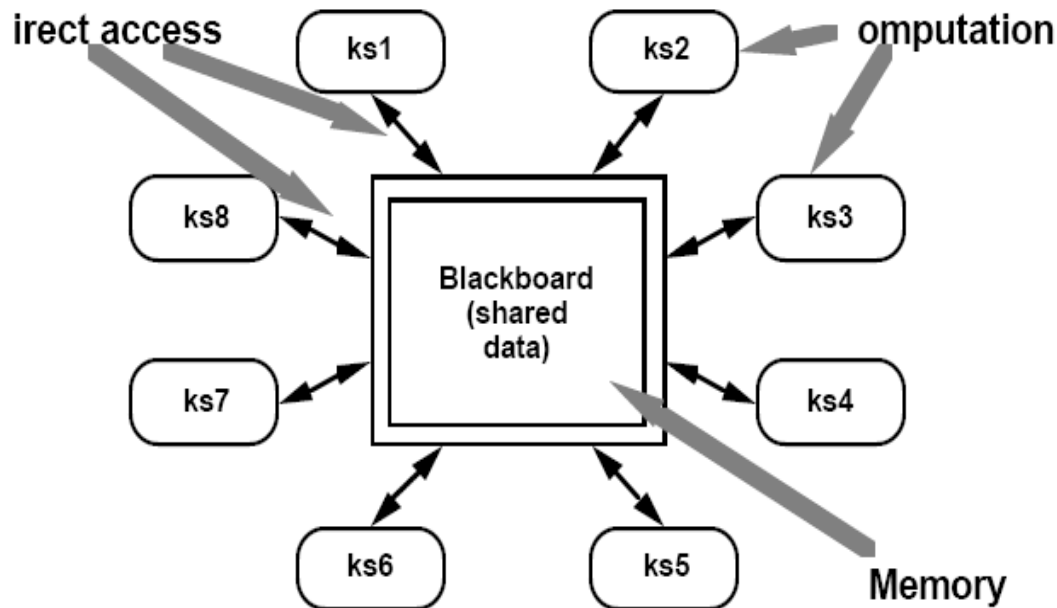 irect access
ks1
ks2
omputation
ks8
ks3
Blackboard
(shared
data)
ks7
ks4
ks6
ks5
Memory